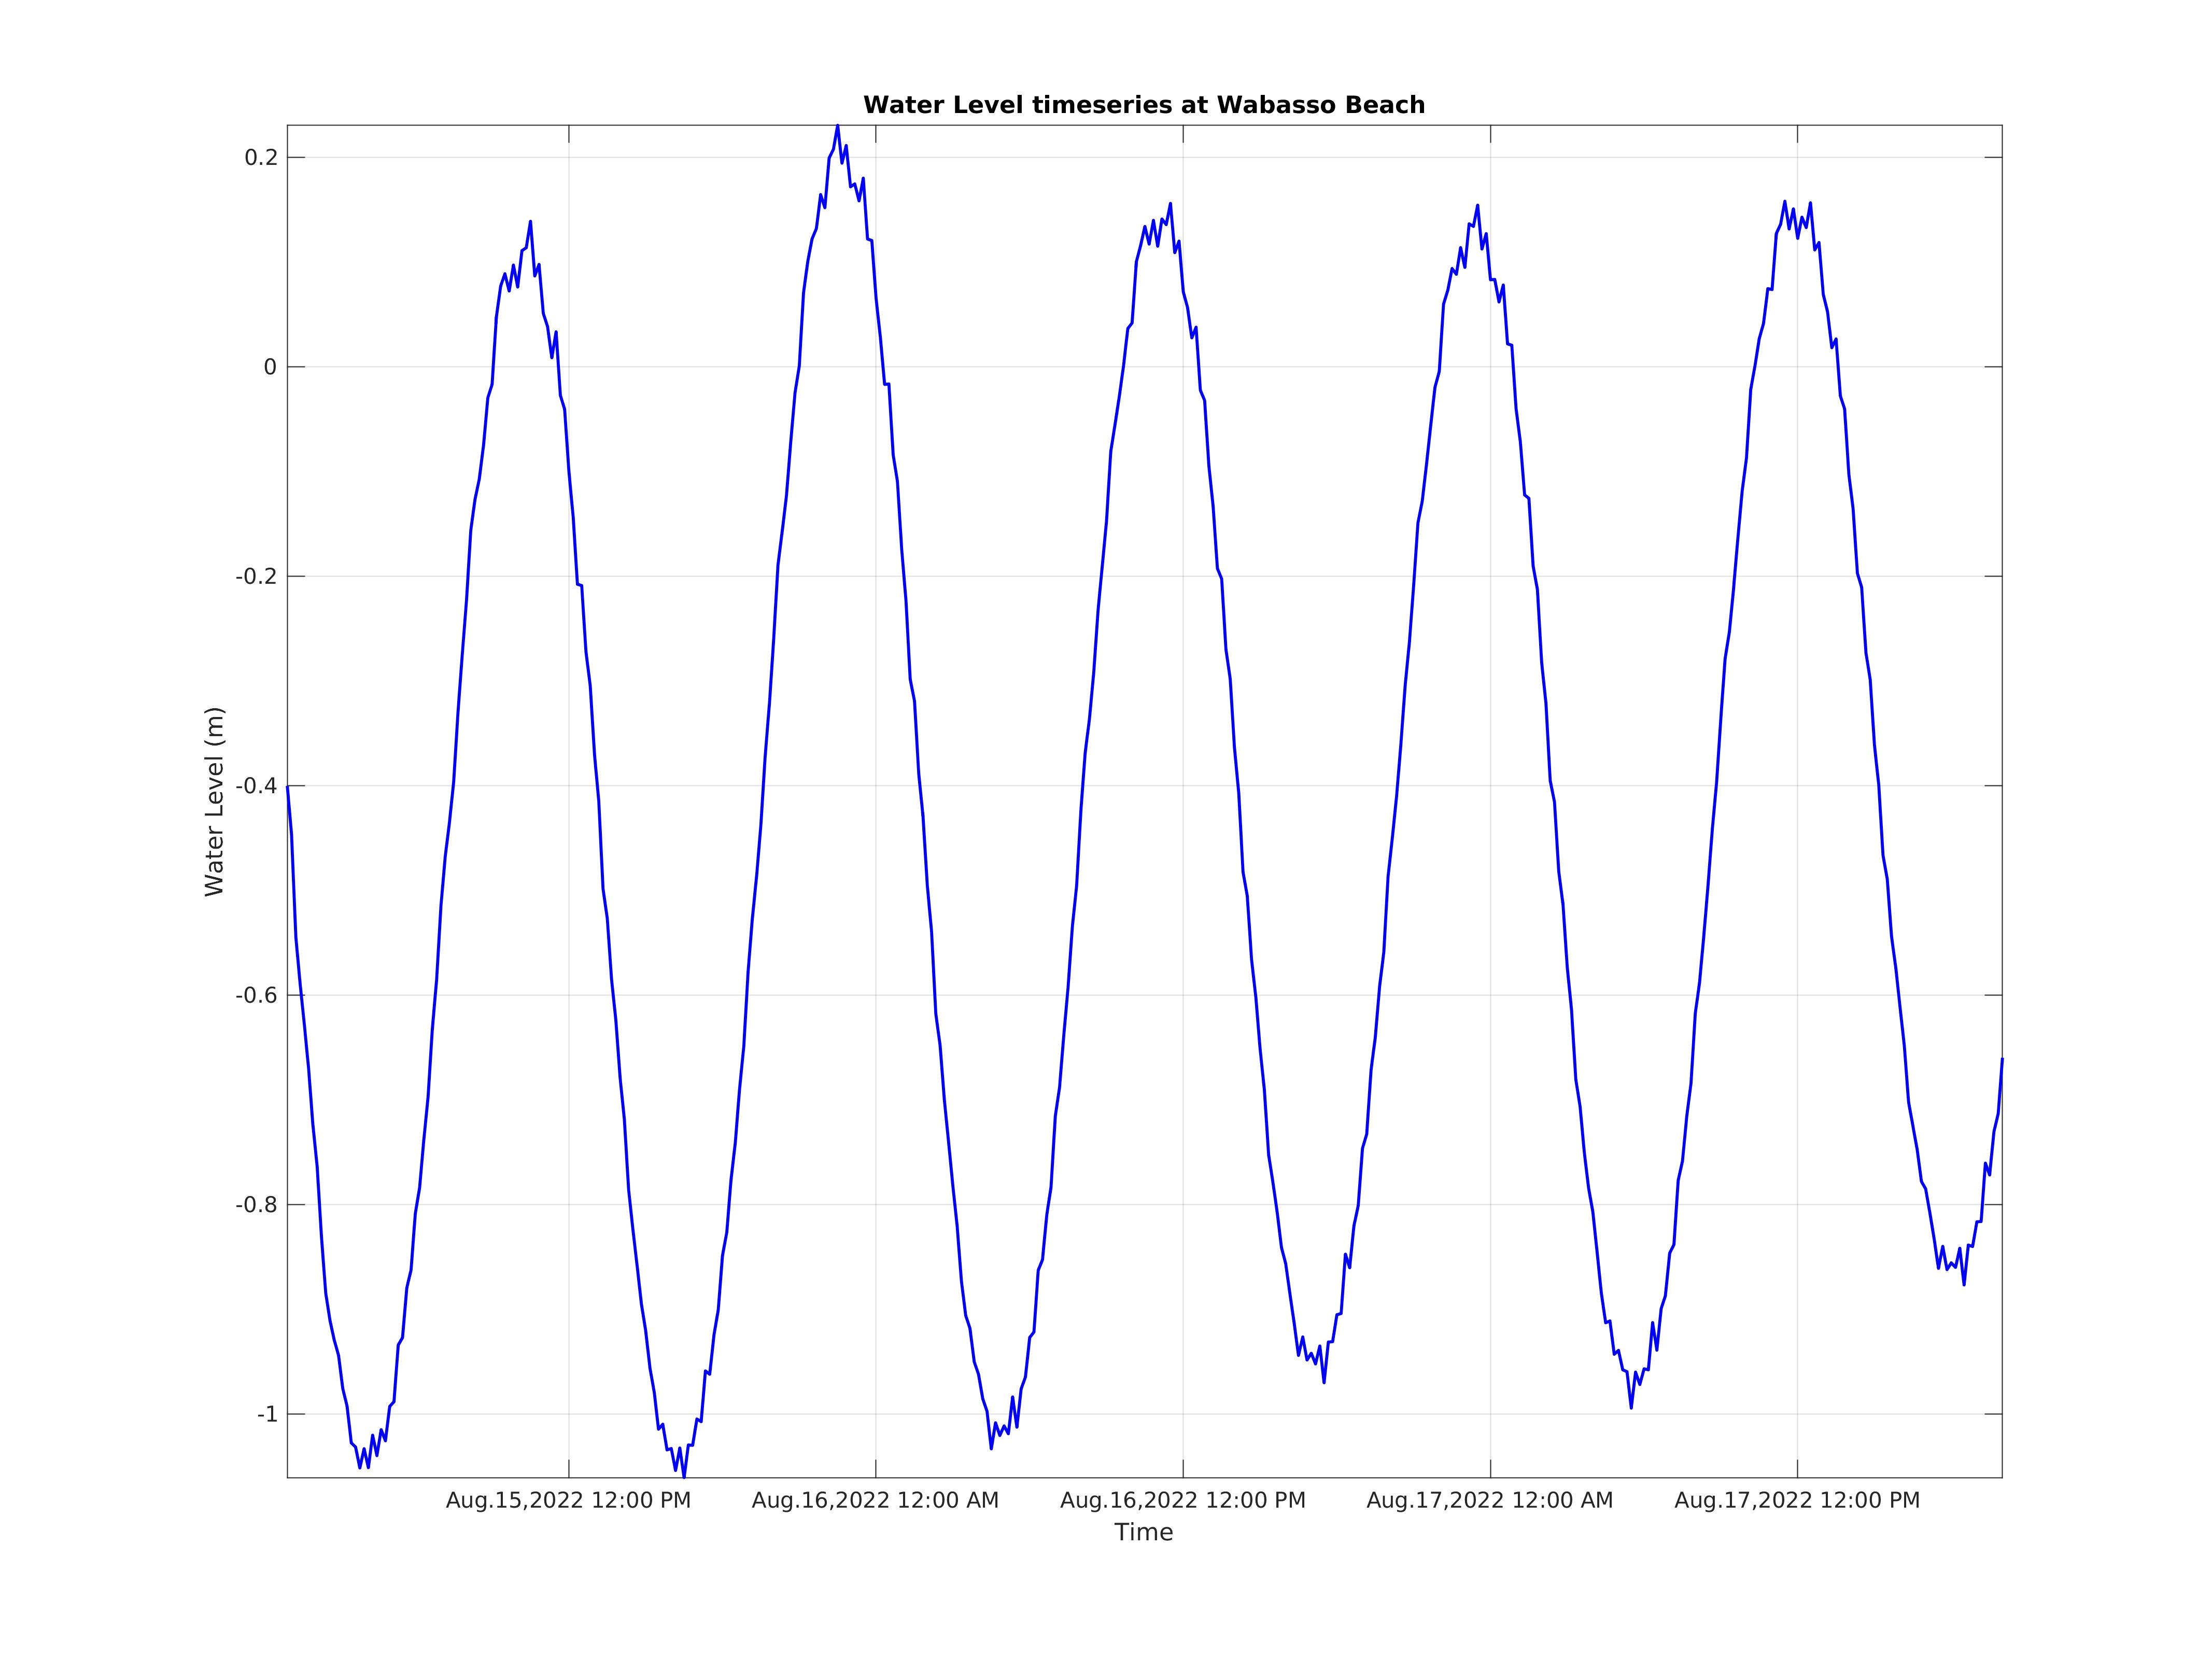 Water Level timeseries at Wabasso Beach
0.2
0
-0.2
-0.4
-0.6
-0.8
-1
Water Level (m)
Aug.15,2022 12:00 PM
Aug.16,2022 12:00 AM
Aug.16,2022 12:00 PM
Aug.17,2022 12:00 AM
Aug.17,2022 12:00 PM
Time